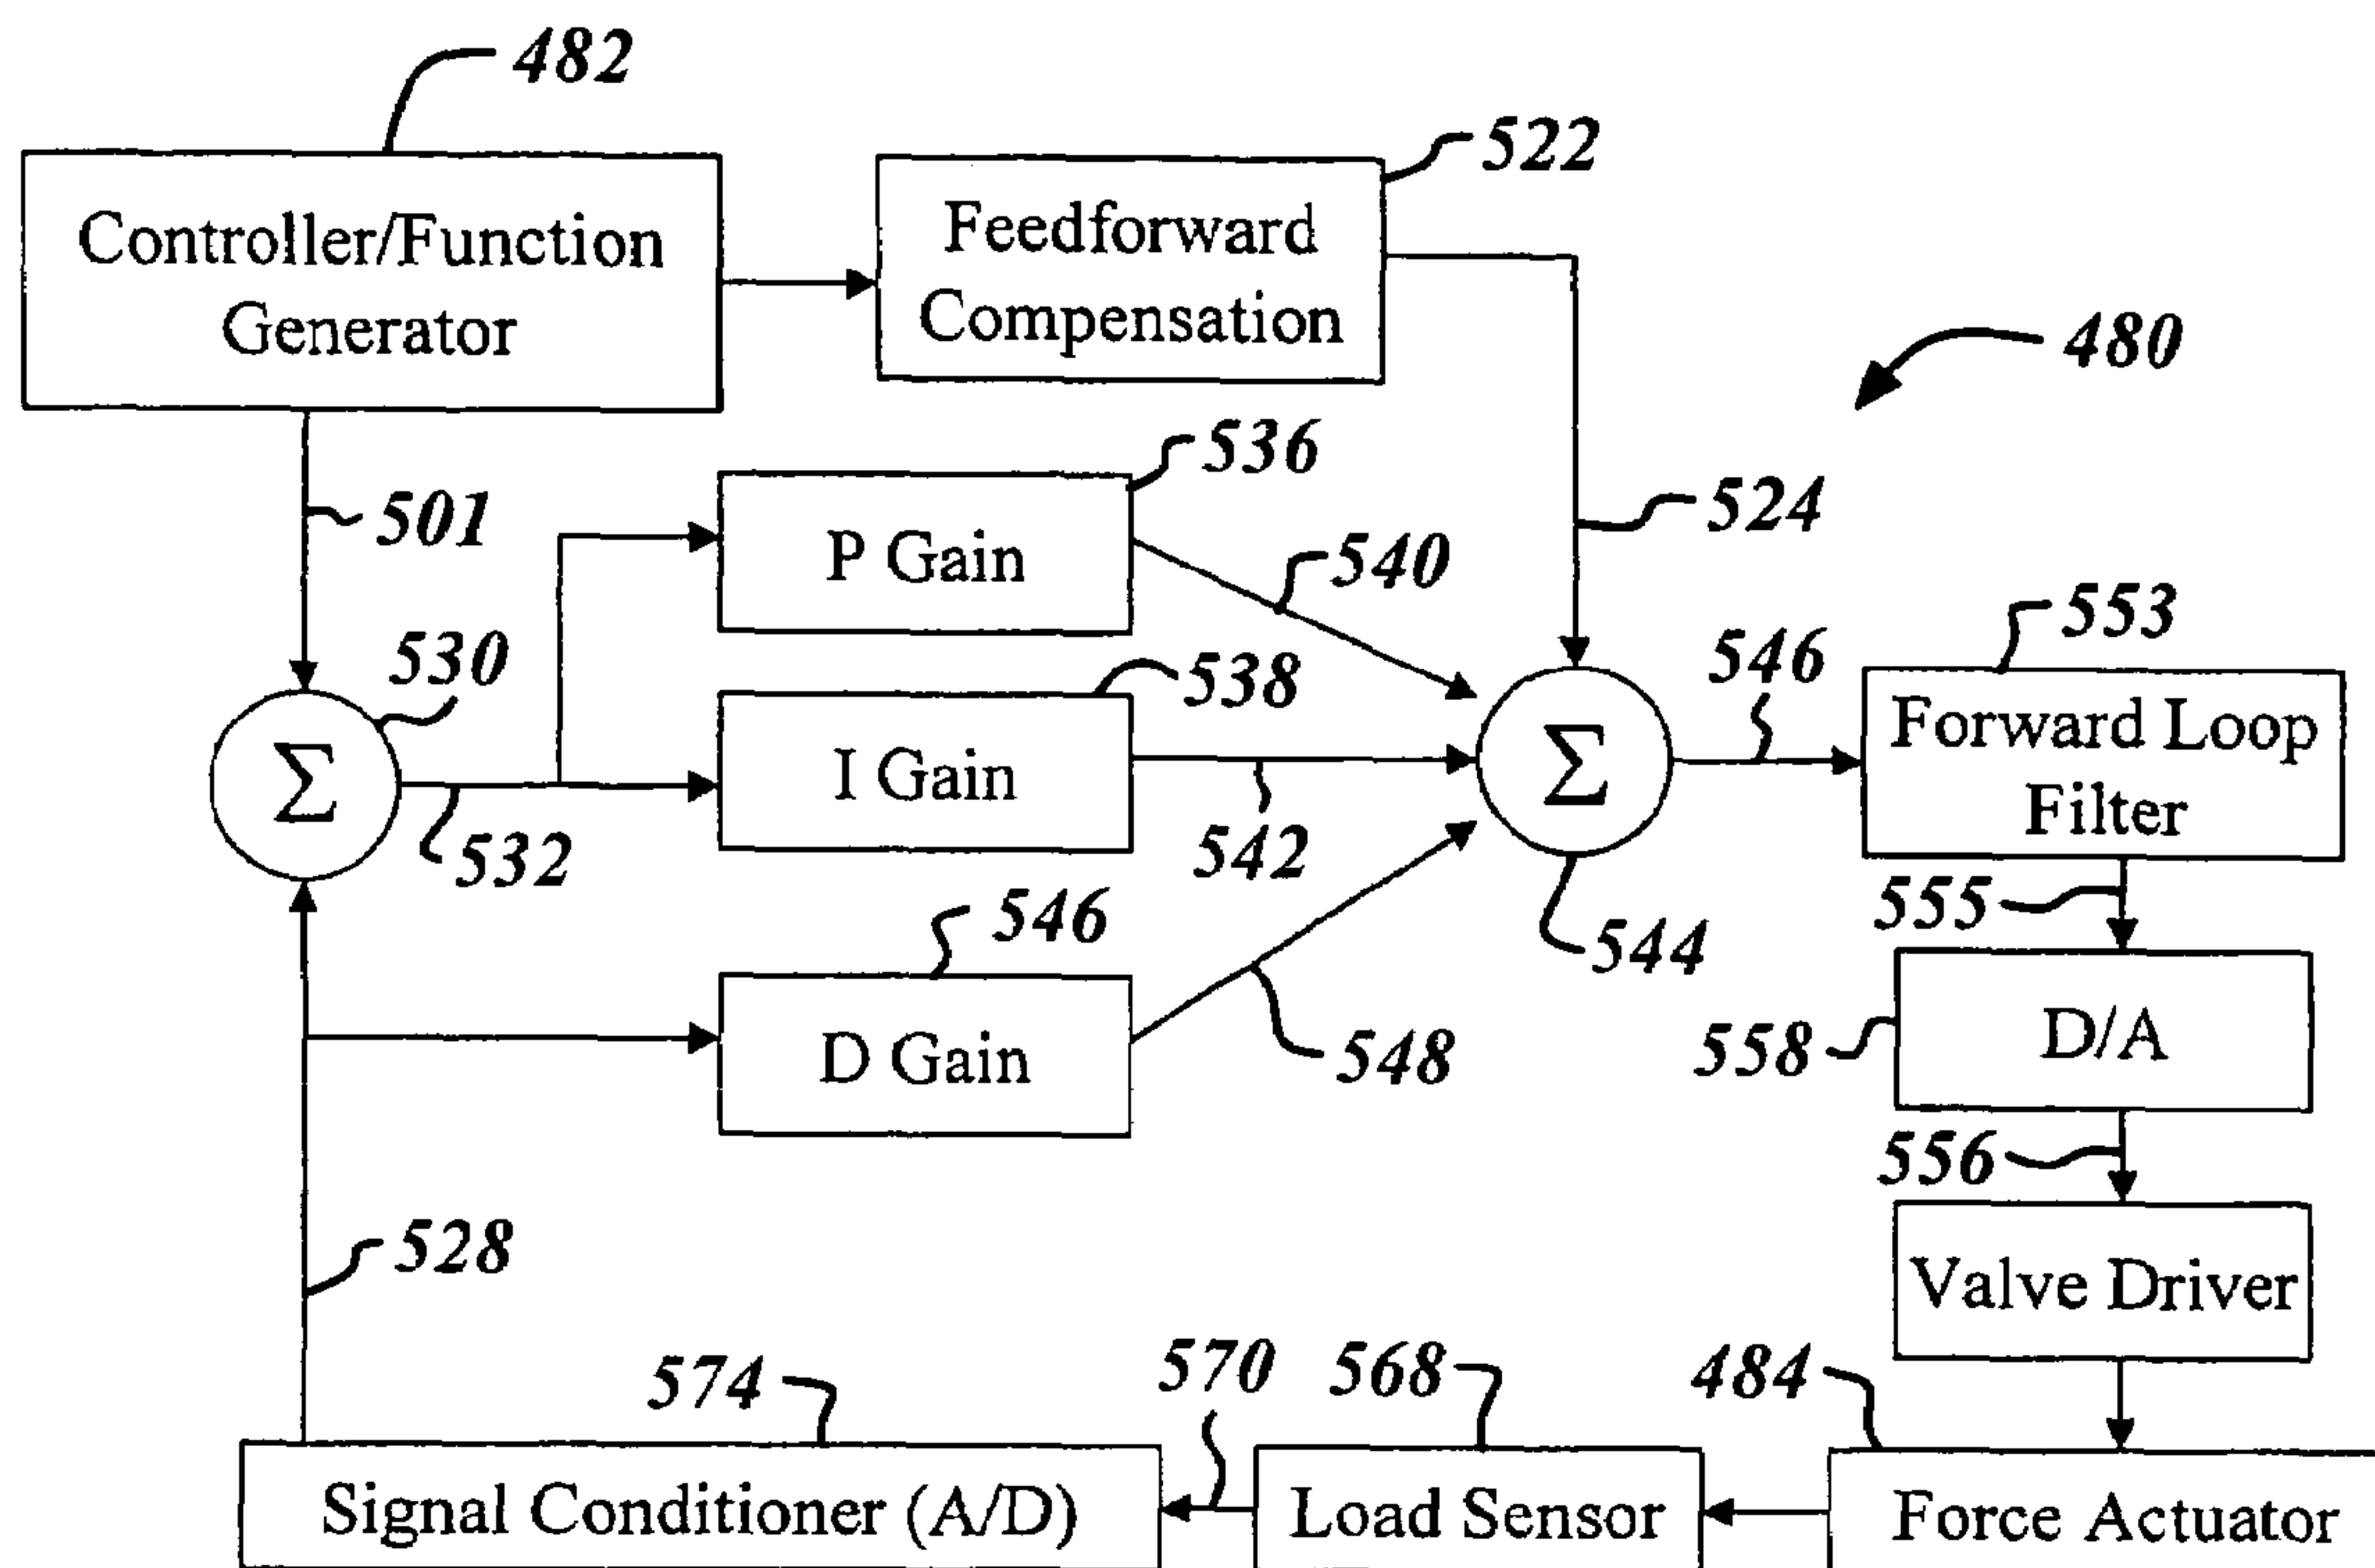 482
522
Controller/Function
Generator
Feedforward
Compensation
480
536
501
P Gain
524
540
553
530
538
546
Σ
I Gain
Σ
Forward Loop
Filter
532
542
555
546
544
D Gain
548
558
D/A
556
528
Valve Driver
574
570
568
484
Signal Conditioner (A/D)
Load Sensor
Force Actuator